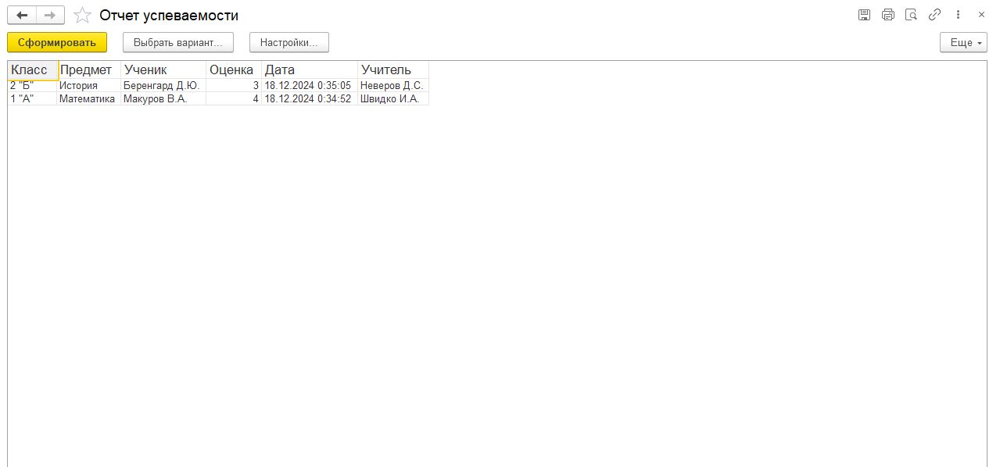 Отчет успеваемости
Сформировать Выбрать вариант... Настройки... Еще
Класс Предмет Ученик Оценка Дата Учитель
2 "Б" История Беренгард Д.Ю. 3 18.12.2024 0:35:05 Неверов Д.С.
1 "А" Математика Макуров В.А. 4 18.12.2024 0:34:52 Швидко И.А.